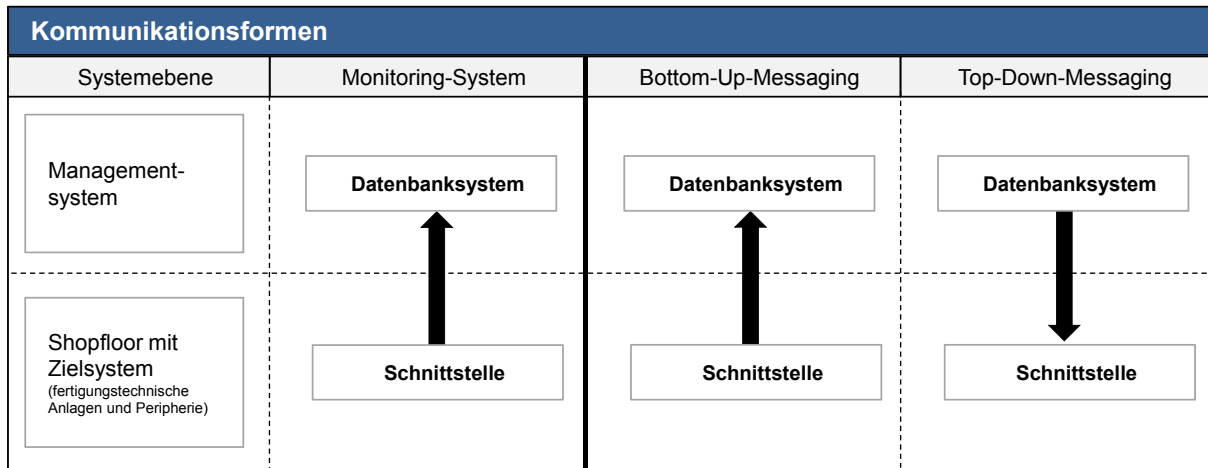 Kommunikationsformen
Systemebene
Monitoring-System
Bottom-Up-Messaging
Top-Down-Messaging
Management-
system
Datenbanksystem
Datenbanksystem
Datenbanksystem
Shopfloor mit
Zielsystem
(fertigungstechnische
Anlagen und Peripherie)
Schnittstelle
Schnittstelle
Schnittstelle